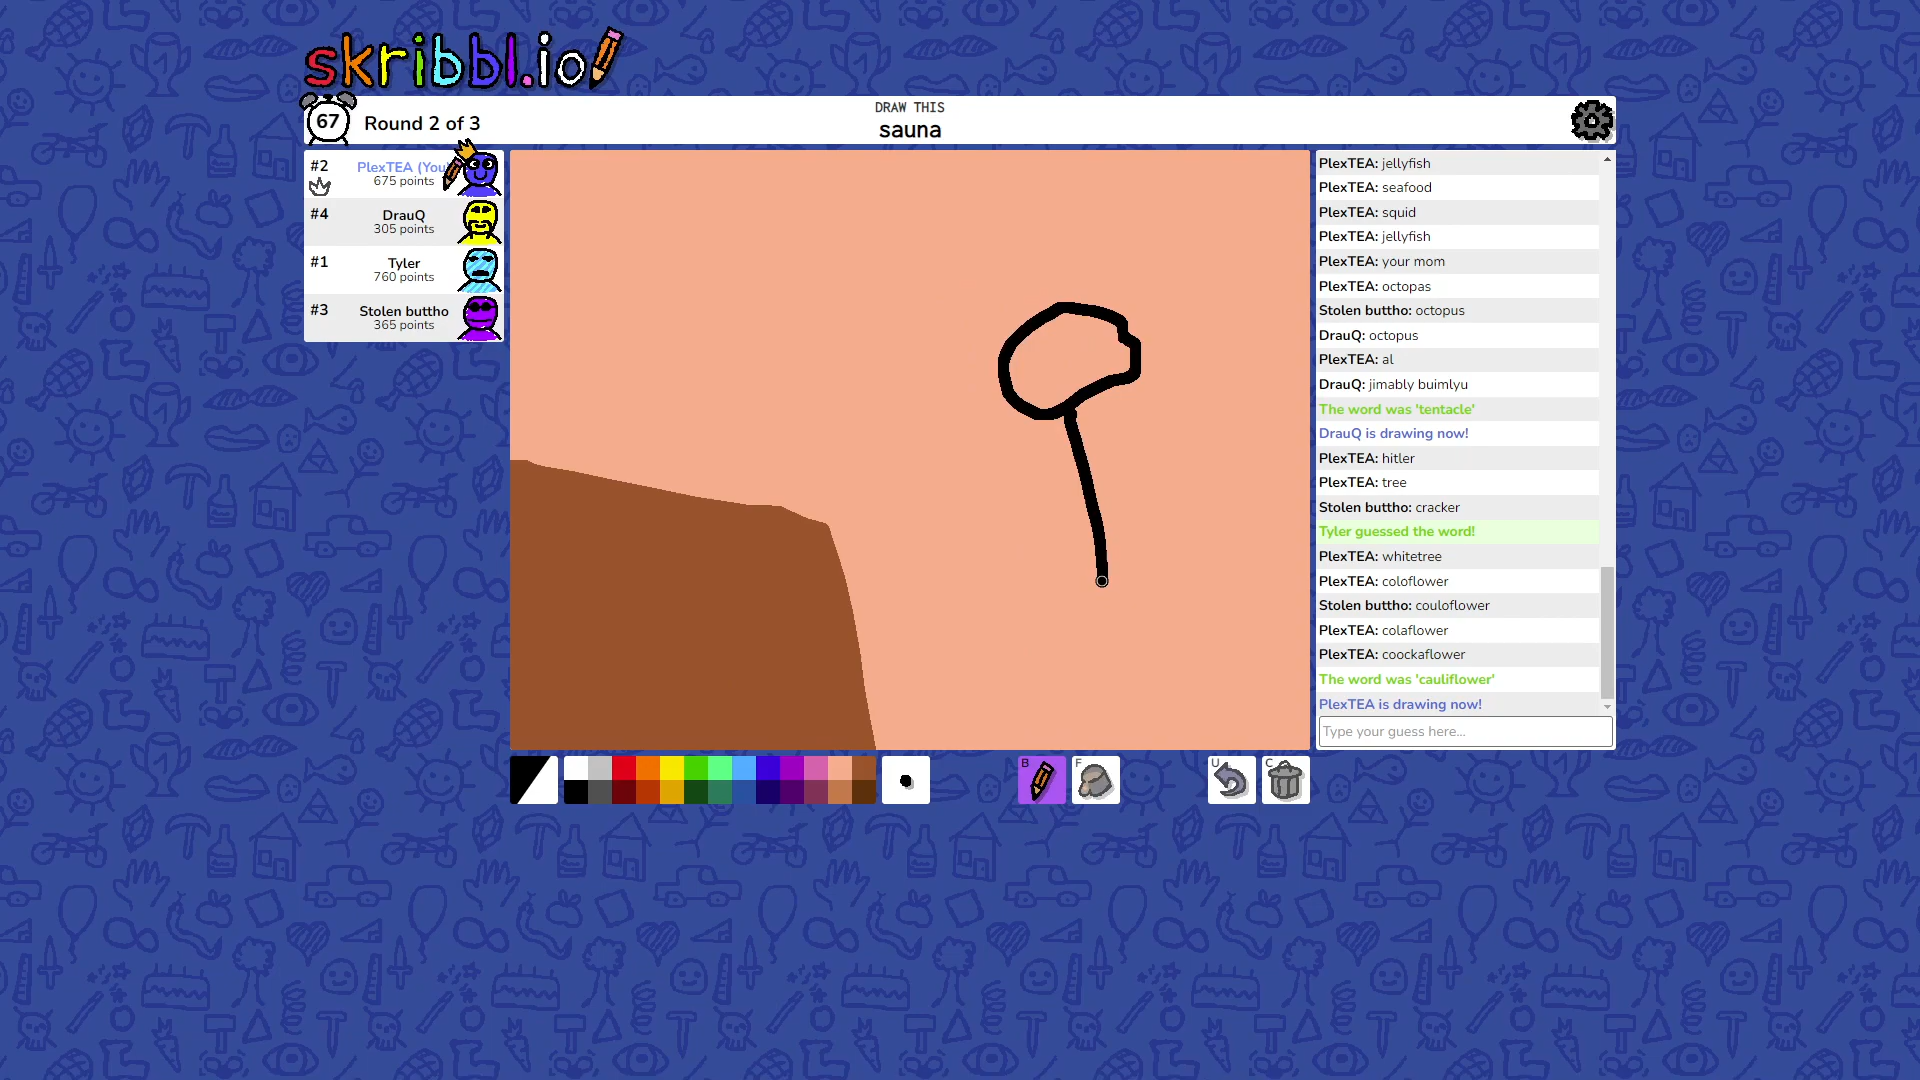 skribbl.io
67
Round 2 of 3
DRAW THIS
sauna
#2
PlexTEA (You
675 points
#4
DrauQ
305 points
#1
Tyler
760 points
#3
Stolen buttho
365 points
PlexTEA: jellyfish
PlexTEA: seafood
PlexTEA: squid
PlexTEA: jellyfish
PlexTEA: your mom
PlexTEA: octopas
Stolen buttho: octopus
DrauQ: octopus
PlexTEA: al
DrauQ: jimably buimlyu
The word was 'tentacle'
DrauQ is drawing now!
PlexTEA: hitler
PlexTEA: tree
Stolen buttho: cracker
Tyler guessed the word!
PlexTEA: whitetree
PlexTEA: coloflower
Stolen buttho: couloflower
PlexTEA: colaflower
PlexTEA: coockaflower
The word was 'cauliflower'
PlexTEA is drawing now!
Type your guess here...
B
F
U
C